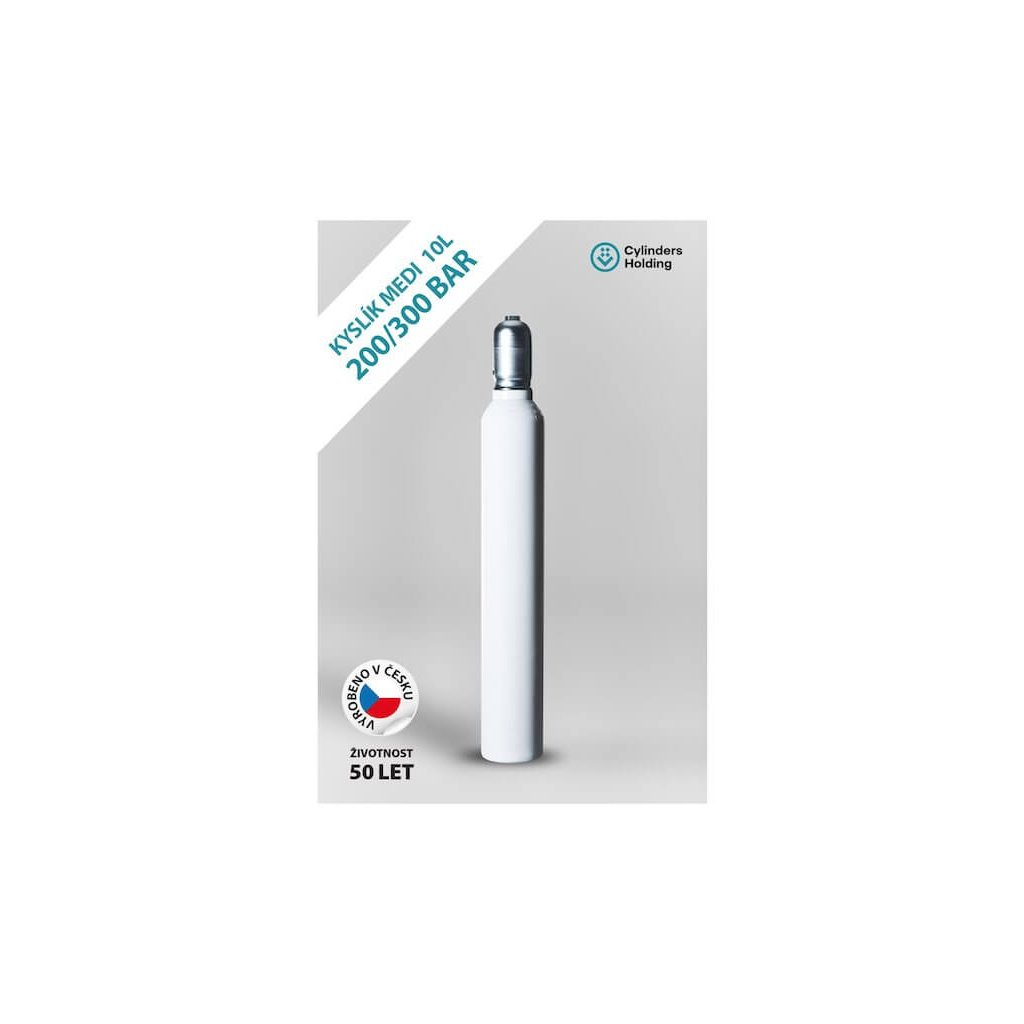 KYSLÍK MEDI 10L
200/300 BAR
Cylinders
Holding
VYROBENO V ČESKU
ŽIVOTNOST
50 LET